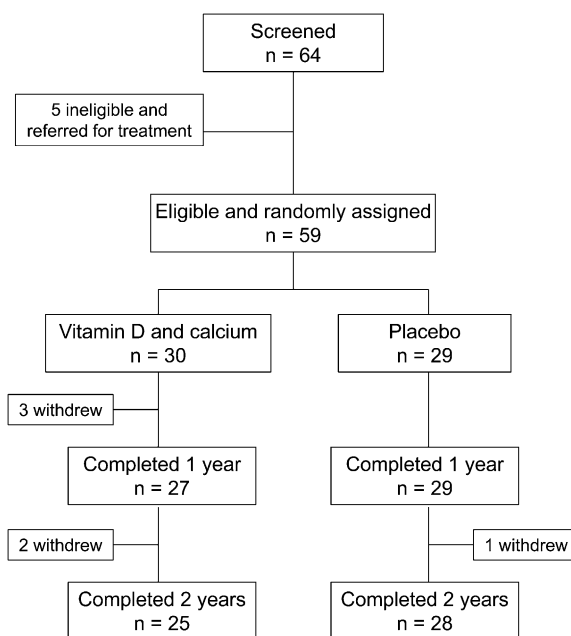 Screened
n = 64
5 ineligible and
referred for treatment
Eligible and randomly assigned
n = 59
Vitamin D and calcium
n = 30
Placebo
n = 29
3 withdrew
Completed 1 year
n = 27
Completed 1 year
n = 29
2 withdrew
1 withdrew
Completed 2 years
n = 25
Completed 2 years
n = 28